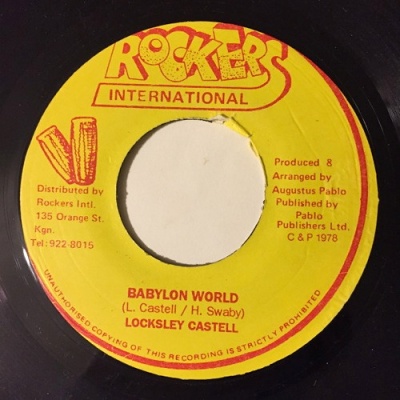 ROCKERS
INTERNATIONAL
Distributed by
Rockers Intl.
135 Orange St.
Kgn.
Tel: 922-8015
Produced &
Arranged by
Augustus Pablo
Published by
Pablo
Publishers Ltd.
C & P 1978
BABYLON WORLD
(L. Castell / H. Swaby)
LOCKSLEY CASTELL
UNAUTHORISED COPYING OF THIS RECORDING IS STRICTLY PROHIBITED